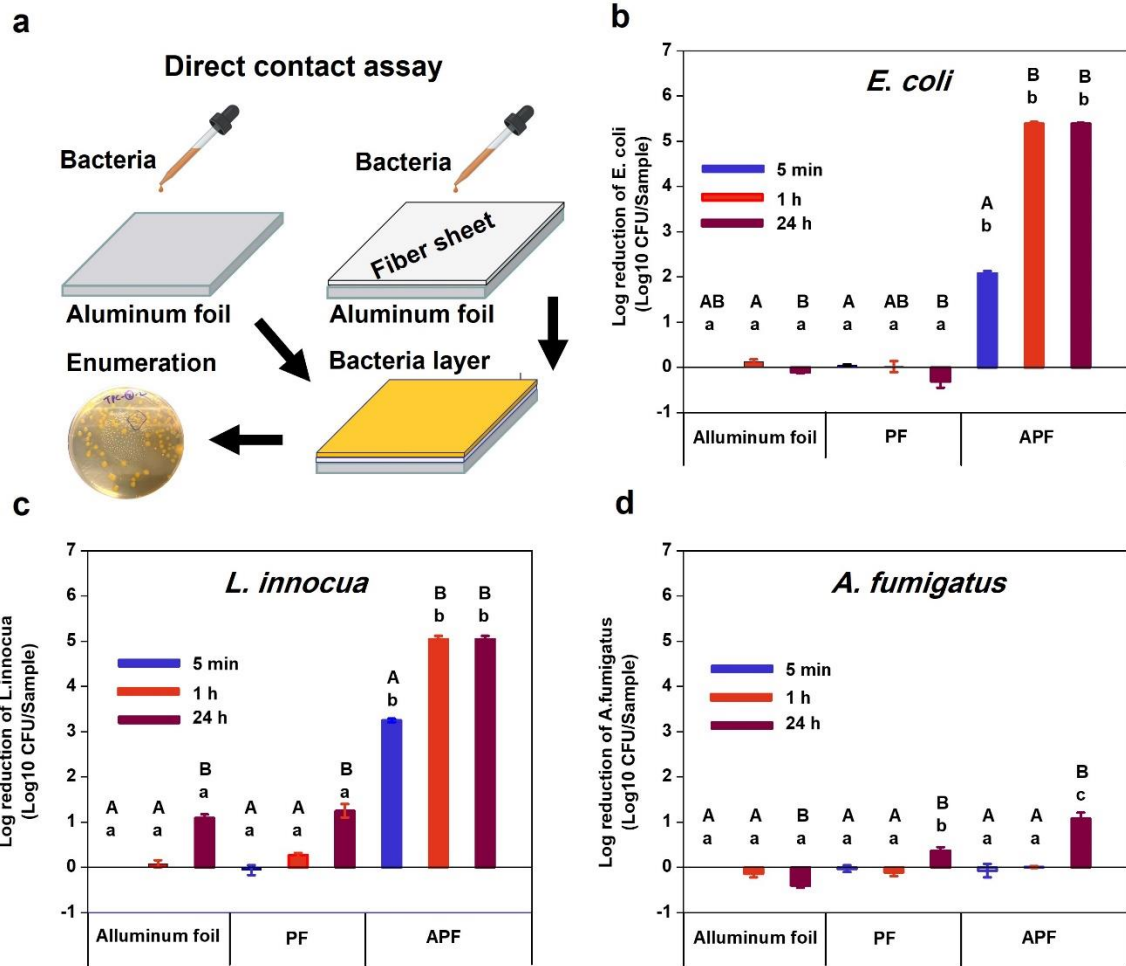 a
Direct contact assay
Bacteria
Bacteria
Fiber sheet
Aluminum foil
Aluminum foil
Enumeration
Bacteria layer
b
E. coli
Log reduction of E. coli
(Log10 CFU/Sample)
7
6
5
4
3
2
1
0
-1
5 min
1 h
24 h
AB A B A AB B A B B
a a a a a a b b b
Alluminum foil PF APF
c
L. innocua
Log reduction of L.innocua
(Log10 CFU/Sample)
7
6
5
4
3
2
1
0
-1
5 min
1 h
24 h
A A B A A B A B B
a a a a a a b b b
Alluminum foil PF APF
d
A. fumigatus
Log reduction of A.fumigatus
(Log10 CFU/Sample)
7
6
5
4
3
2
1
0
-1
5 min
1 h
24 h
A A B A A B A A B
a a a a a b a a c
Alluminum foil PF APF